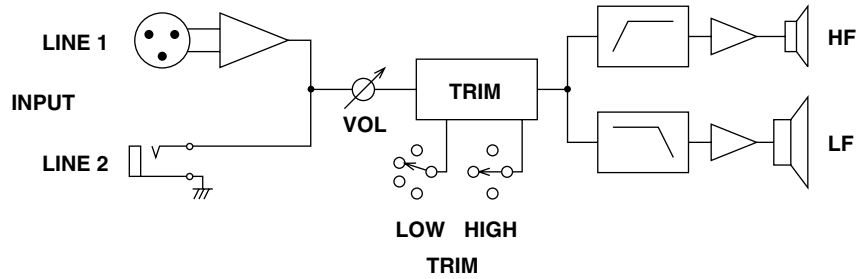 LINE 1
INPUT
LINE 2
VOL
TRIM
LOW HIGH
TRIM
HF
LF